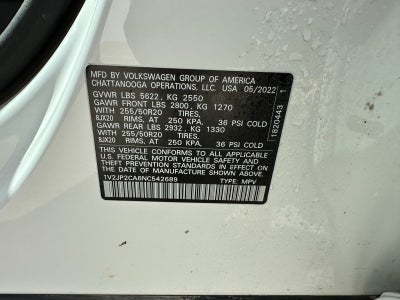 MFD BY VOLKSWAGEN GROUP OF AMERICA
CHATTANOOGA OPERATIONS, LLC. USA 05/2022
GVWR LBS 5622 , KG 2550
GAWR FRONT LBS 2800 , KG 1270
WITH 255/50R20 TIRES,
8JX20 RIMS, AT 250 KPA, 36 PSI COLD
GAWR REAR LBS 2932 , KG 1330
WITH 255/50R20 TIRES,
8JX20 RIMS, AT 250 KPA, 36 PSI COLD
THIS VEHICLE CONFORMS TO ALL APPLICABLE
U.S. FEDERAL MOTOR VEHICLE SAFETY AND
THEFT PREVENTION STANDARDS IN EFFECT ON
THE DATE OF MANUFACTURE SHOWN ABOVE.
1V2JP2CA6NC542689 TYPE: MPV
1820443 1